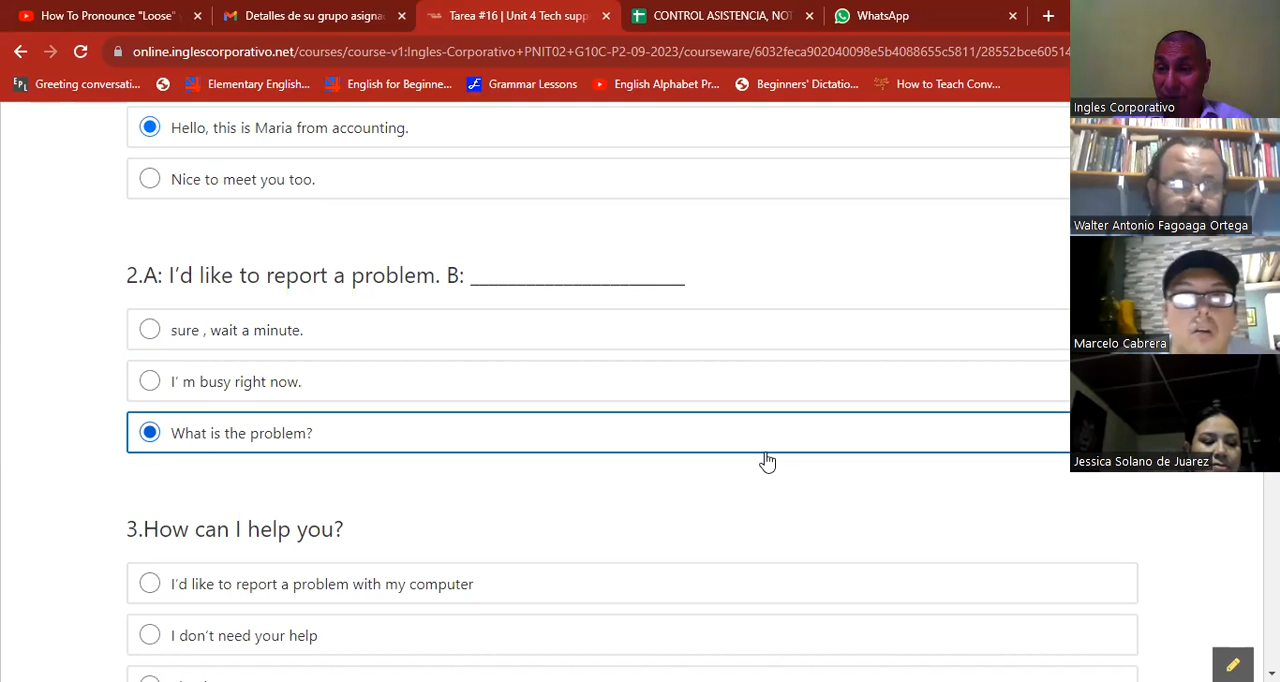 How To Pronounce "Loose"
Detalles de su grupo asigna
Tarea #16 | Unit 4 Tech supp
CONTROL ASISTENCIA, NOT
WhatsApp
online.inglescorporativo.net/courses/course-v1:Ingles-Corporativo+PNIT02+G10C-P2-09-2023/courseware/6032feca902040098e5b4088655c5811/28552bce60514
Greeting conversati...
Elementary English...
English for Beginne...
Grammar Lessons
English Alphabet Pr...
Beginners' Dictatio...
How to Teach Conv...
Ingles Corporativo
Hello, this is Maria from accounting.
Nice to meet you too.
Walter Antonio Fagoaga Ortega
2.A: I'd like to report a problem. B: ______________________
sure , wait a minute.
Marcelo Cabrera
I' m busy right now.
What is the problem?
Jessica Solano de Juarez
3.How can I help you?
I'd like to report a problem with my computer
I don't need your help